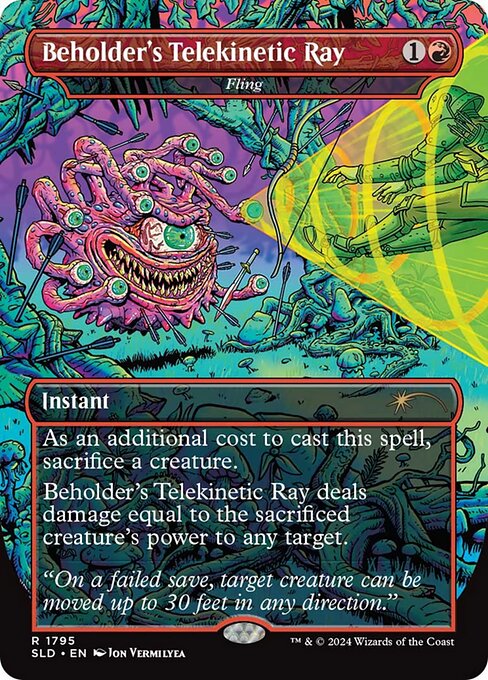 Beholder's Telekinetic Ray 1
Fling
Instant
As an additional cost to cast this spell,
sacrifice a creature.
Beholder's Telekinetic Ray deals
damage equal to the sacrificed
creature's power to any target.
"On a failed save, target creature can be
moved up to 30 feet in any direction."
R 1795
SLD • EN Jon Vermilyea
™ & © 2024 Wizards of the Coast